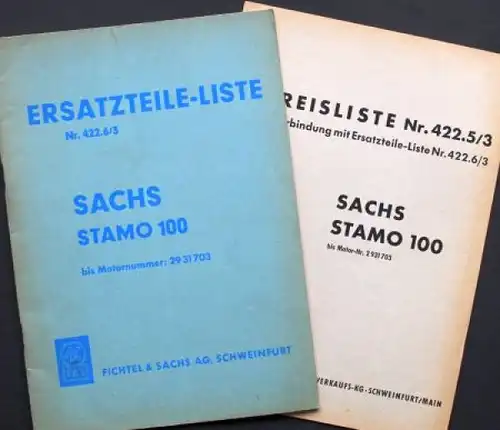 ERSATZTEILE-LISTE
Nr. 422.6/3
SACHS
STAMO 100
bis Motornummer: 29 31 703
FICHTEL & SACHS AG, SCHWEINFURT
REISLISTE Nr. 422.5/3
rbindung mit Ersatzteile-Liste Nr. 422.6/3
SACHS
STAMO 100
bis Motor-Nr. 2 931 703
VERKAUFS-KG-SCHWEINFURT/MAIN